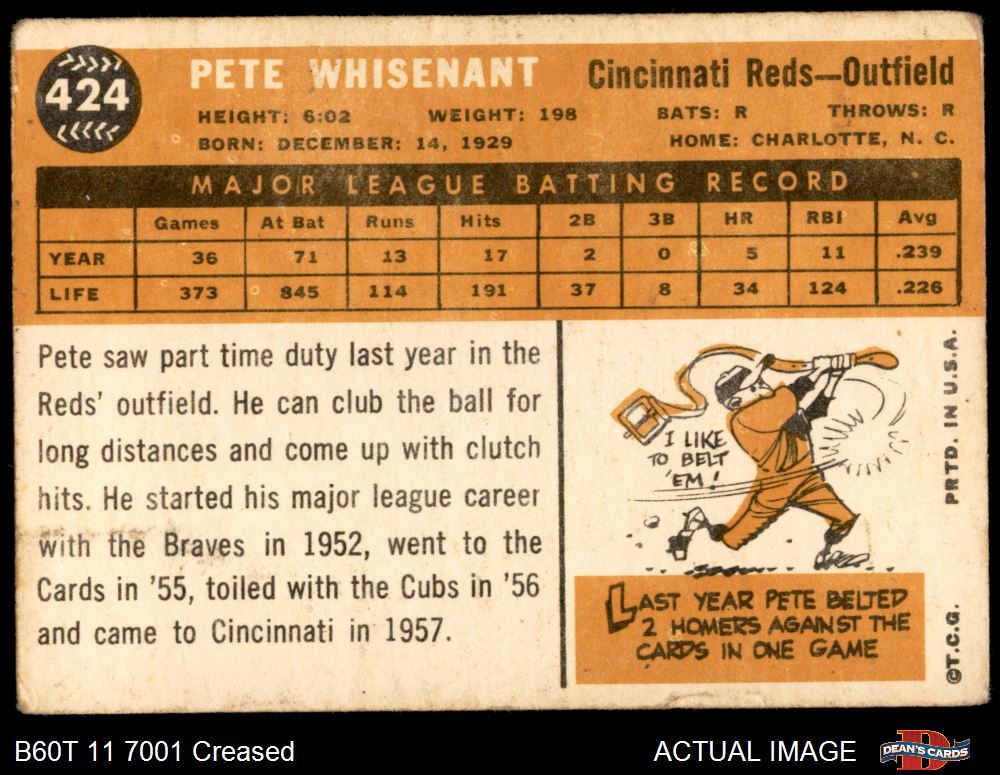 424
PETE WHISENANT
Cincinnati Reds—Outfield
HEIGHT: 6:02 WEIGHT: 198 BATS: R THROWS: R
BORN: DECEMBER: 14, 1929 HOME: CHARLOTTE, N. C.
MAJOR LEAGUE BATTING RECORD
Games At Bat Runs Hits 2B 3B HR RBI Avg
YEAR 36 71 13 17 2 0 5 11 .239
LIFE 373 845 114 191 37 8 34 124 .226
Pete saw part time duty last year in the
Reds' outfield. He can club the ball for
long distances and come up with clutch
hits. He started his major league career
with the Braves in 1952, went to the
Cards in '55, toiled with the Cubs in '56
and came to Cincinnati in 1957.
I LIKE
TO BELT
'EM!
LAST YEAR PETE BELTED
2 HOMERS AGAINST THE
CARDS IN ONE GAME
©T.C.G. PRTD. IN U.S.A.
B60T 11 7001 Creased
ACTUAL IMAGE
DEAN'S CARDS